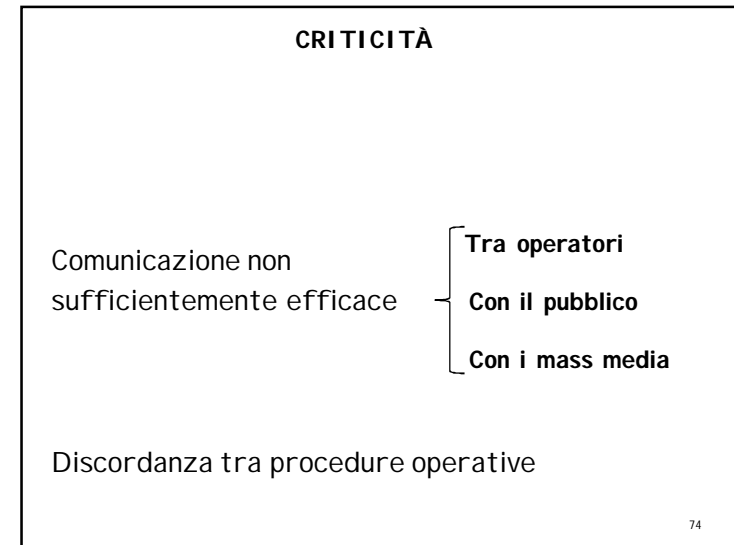 CRITICITÀ
Comunicazione non
sufficientemente efficace
Tra operatori
Con il pubblico
Con i mass media
Discordanza tra procedure operative
74